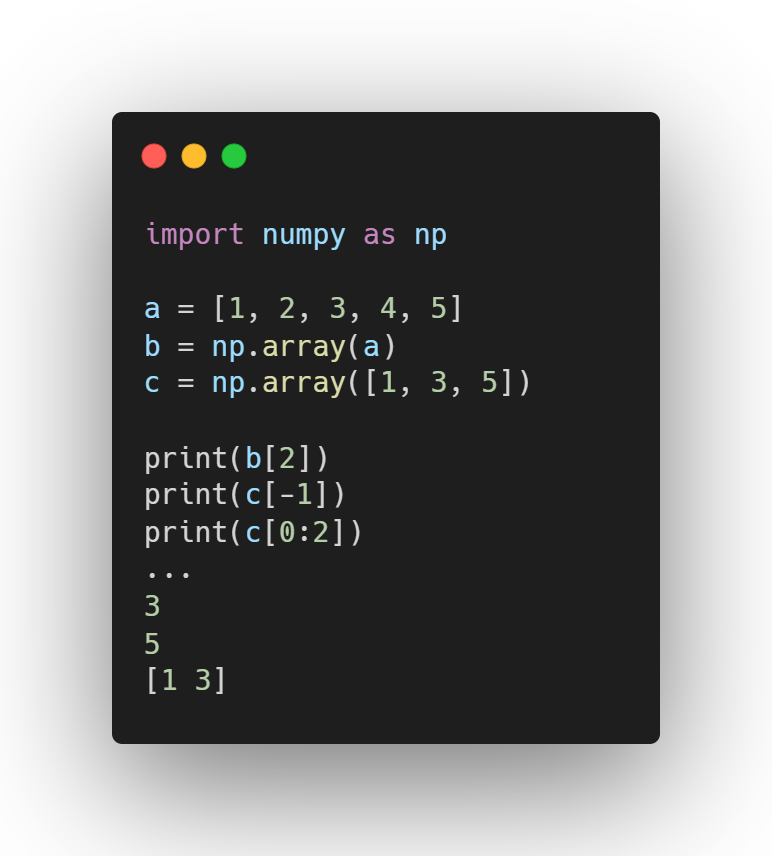 import numpy as np
a = [1, 2, 3, 4, 5]
b = np.array(a)
c = np.array([1, 3, 5])
print(b[2])
print(c[-1])
print(c[0:2])
...
3
5
[1 3]